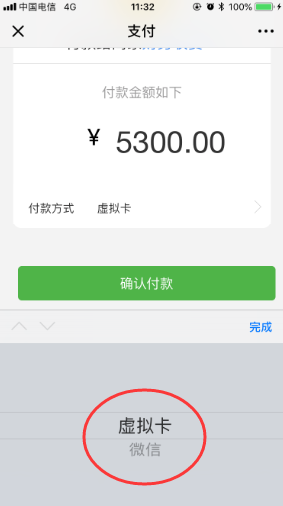 中国电信 4G 11:32 100%
支付
付款金额如下
¥ 5300.00
付款方式 虚拟卡
确认付款
完成
虚拟卡
微信